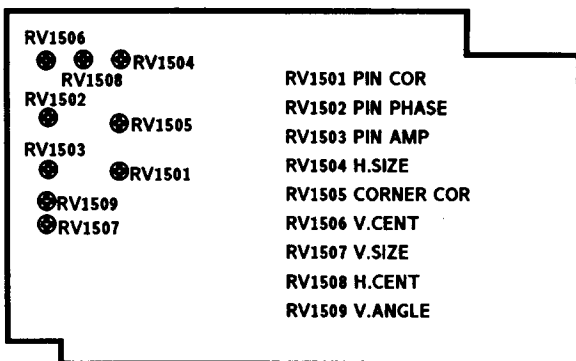 RV1506
RV1504
RV1508
RV1502
RV1505
RV1503
RV1501
RV1509
RV1507
RV1501 PIN COR
RV1502 PIN PHASE
RV1503 PIN AMP
RV1504 H.SIZE
RV1505 CORNER COR
RV1506 V.CENT
RV1507 V.SIZE
RV1508 H.CENT
RV1509 V.ANGLE